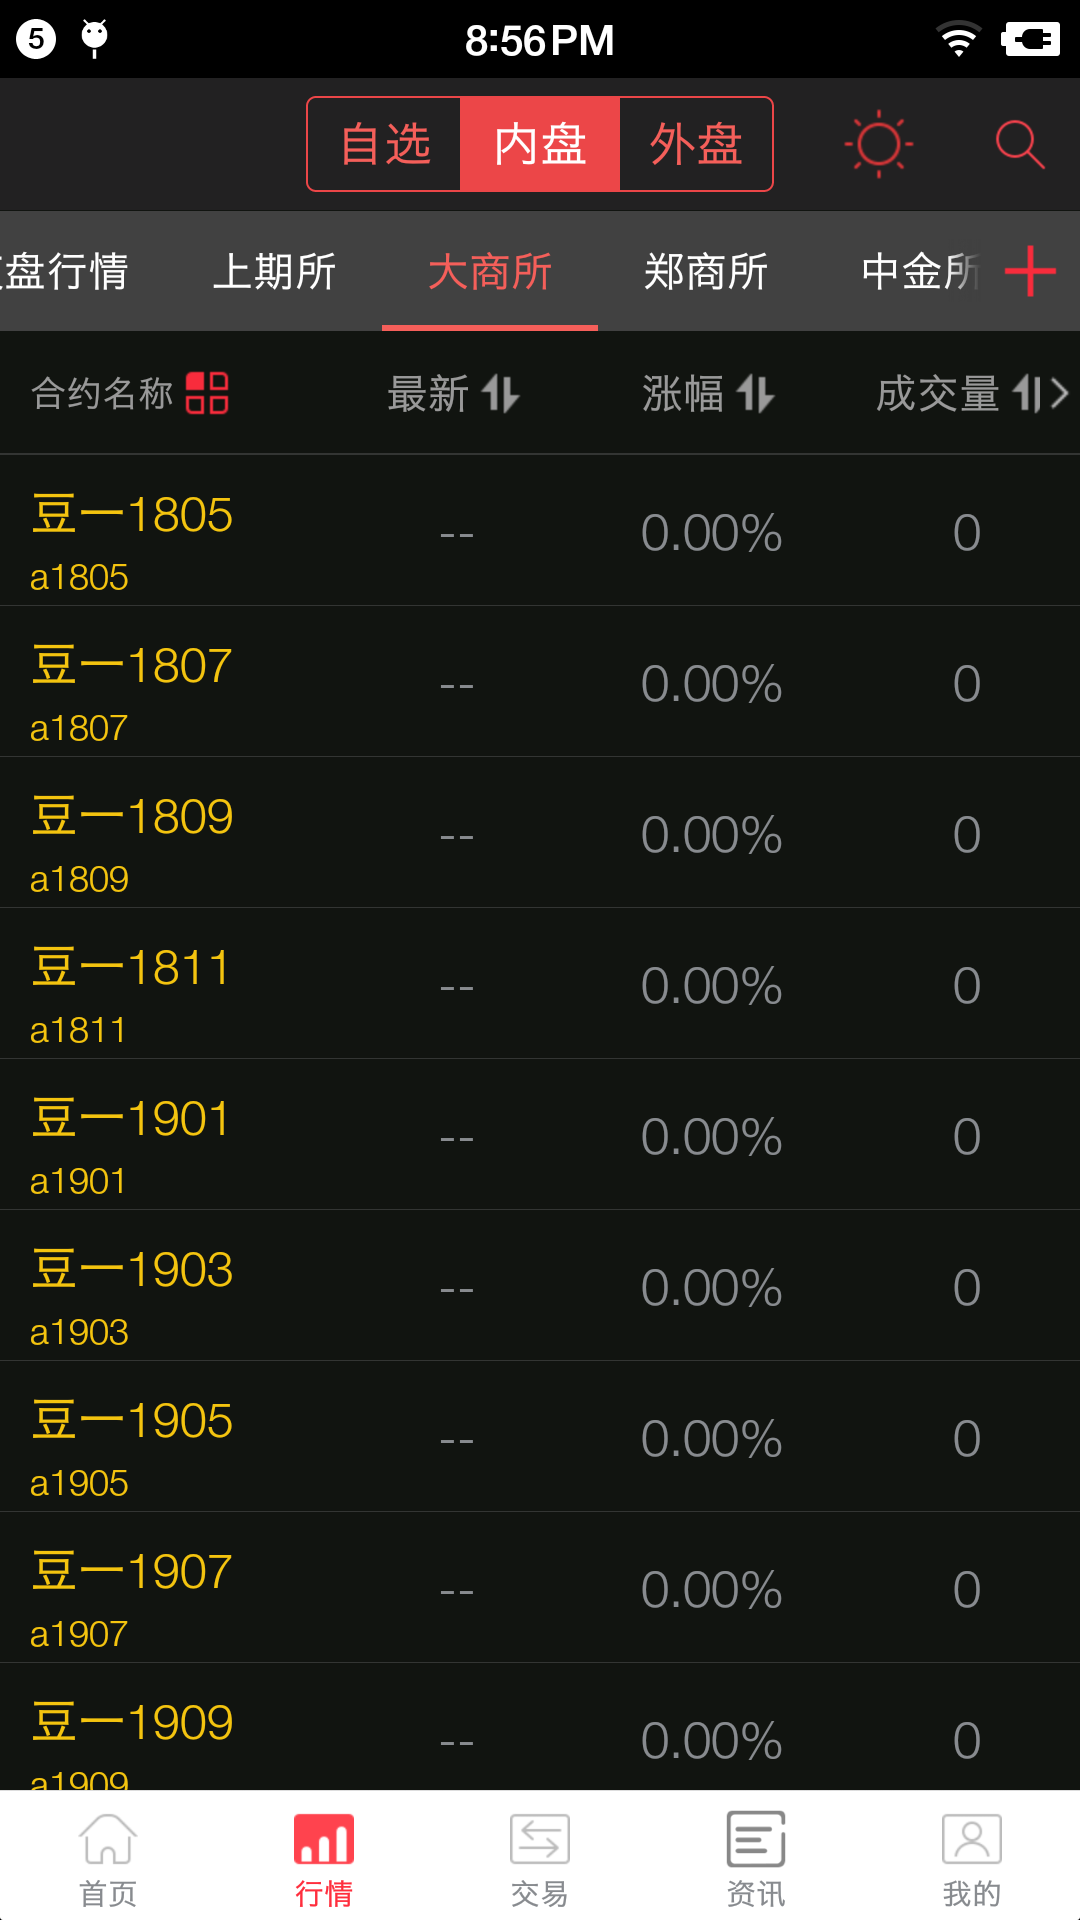 5 8:56PM
自选 内盘 外盘
盘行情 上期所 大商所 郑商所 中金所
合约名称 最新 涨幅 成交量
豆一1805 -- 0.00% 0
a1805
豆一1807 -- 0.00% 0
a1807
豆一1809 -- 0.00% 0
a1809
豆一1811 -- 0.00% 0
a1811
豆一1901 -- 0.00% 0
a1901
豆一1903 -- 0.00% 0
a1903
豆一1905 -- 0.00% 0
a1905
豆一1907 -- 0.00% 0
a1907
豆一1909 -- 0.00% 0
a1909
首页 行情 交易 资讯 我的